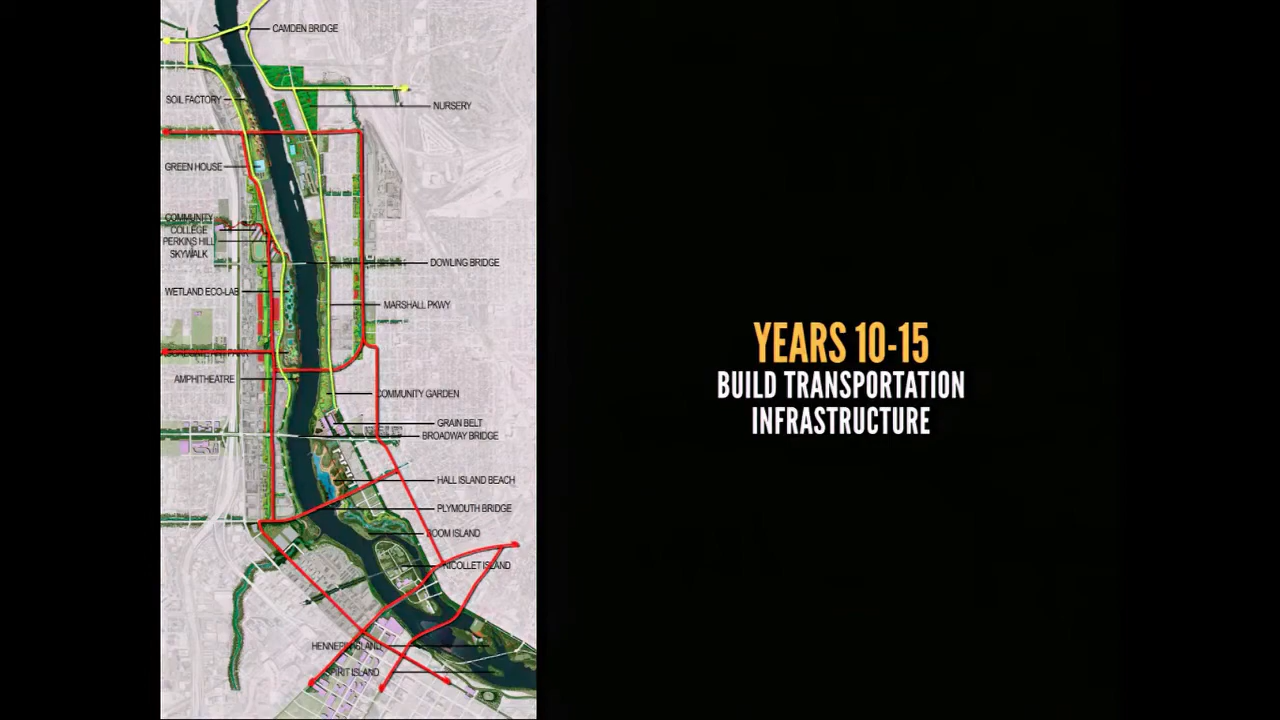 CAMDEN BRIDGE
SOIL FACTORY
NURSERY
GREEN HOUSE
COMMUNITY
COLLEGE
PERKINS HILL
SKYWALK
DOWLING BRIDGE
WETLAND ECO-LAB
MARSHALL PKWY
AMPHITHEATRE
COMMUNITY GARDEN
GRAIN BELT
BROADWAY BRIDGE
HALL ISLAND BEACH
PLYMOUTH BRIDGE
BOOM ISLAND
NICOLLET ISLAND
HENNEPIN ISLAND
SPIRIT ISLAND
YEARS 10-15
BUILD TRANSPORTATION
INFRASTRUCTURE